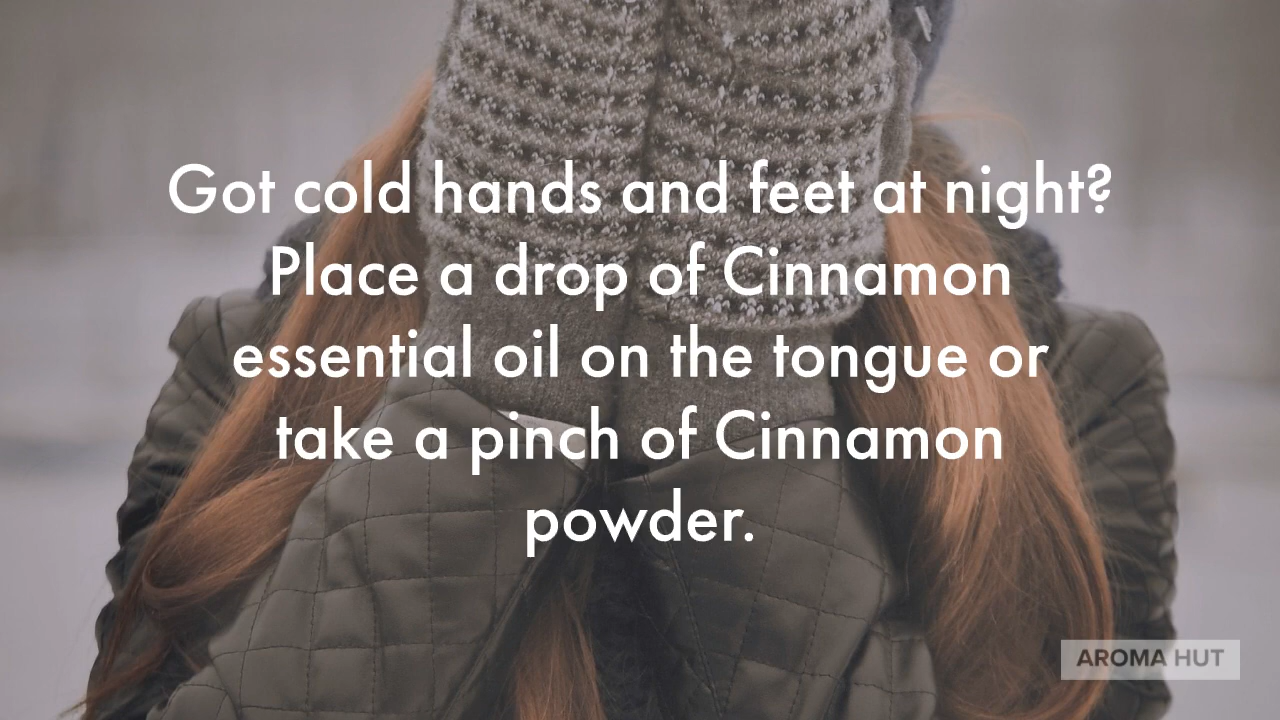 Got cold hands and feet at night?
Place a drop of Cinnamon
essential oil on the tongue or
take a pinch of Cinnamon
powder.
AROMA HUT